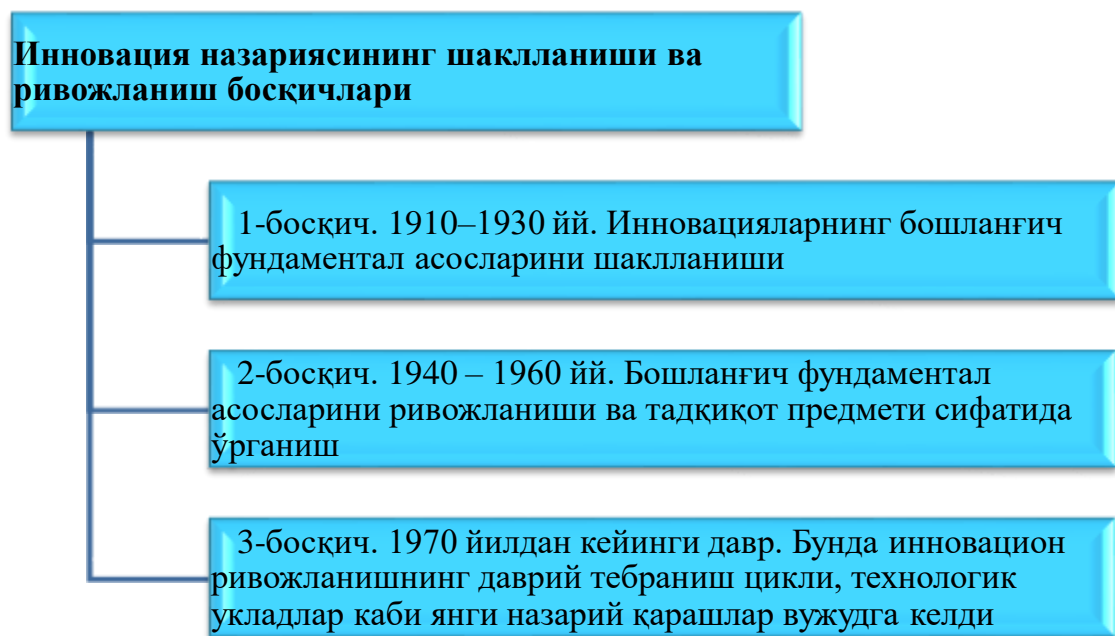 Инновация назариясининг шаклланиши ва
ривожланиш босқичлари
1-босқич. 1910–1930 йй. Инновацияларнинг бошланғич
фундаментал асосларини шаклланиши
2-босқич. 1940 – 1960 йй. Бошланғич фундаментал
асосларини ривожланиши ва тадқиқот предмети сифатида
ўрганиш
3-босқич. 1970 йилдан кейинги давр. Бунда инновацион
ривожланишнинг даврий тебраниш цикли, технологик
укладлар каби янги назарий қарашлар вужудга келди